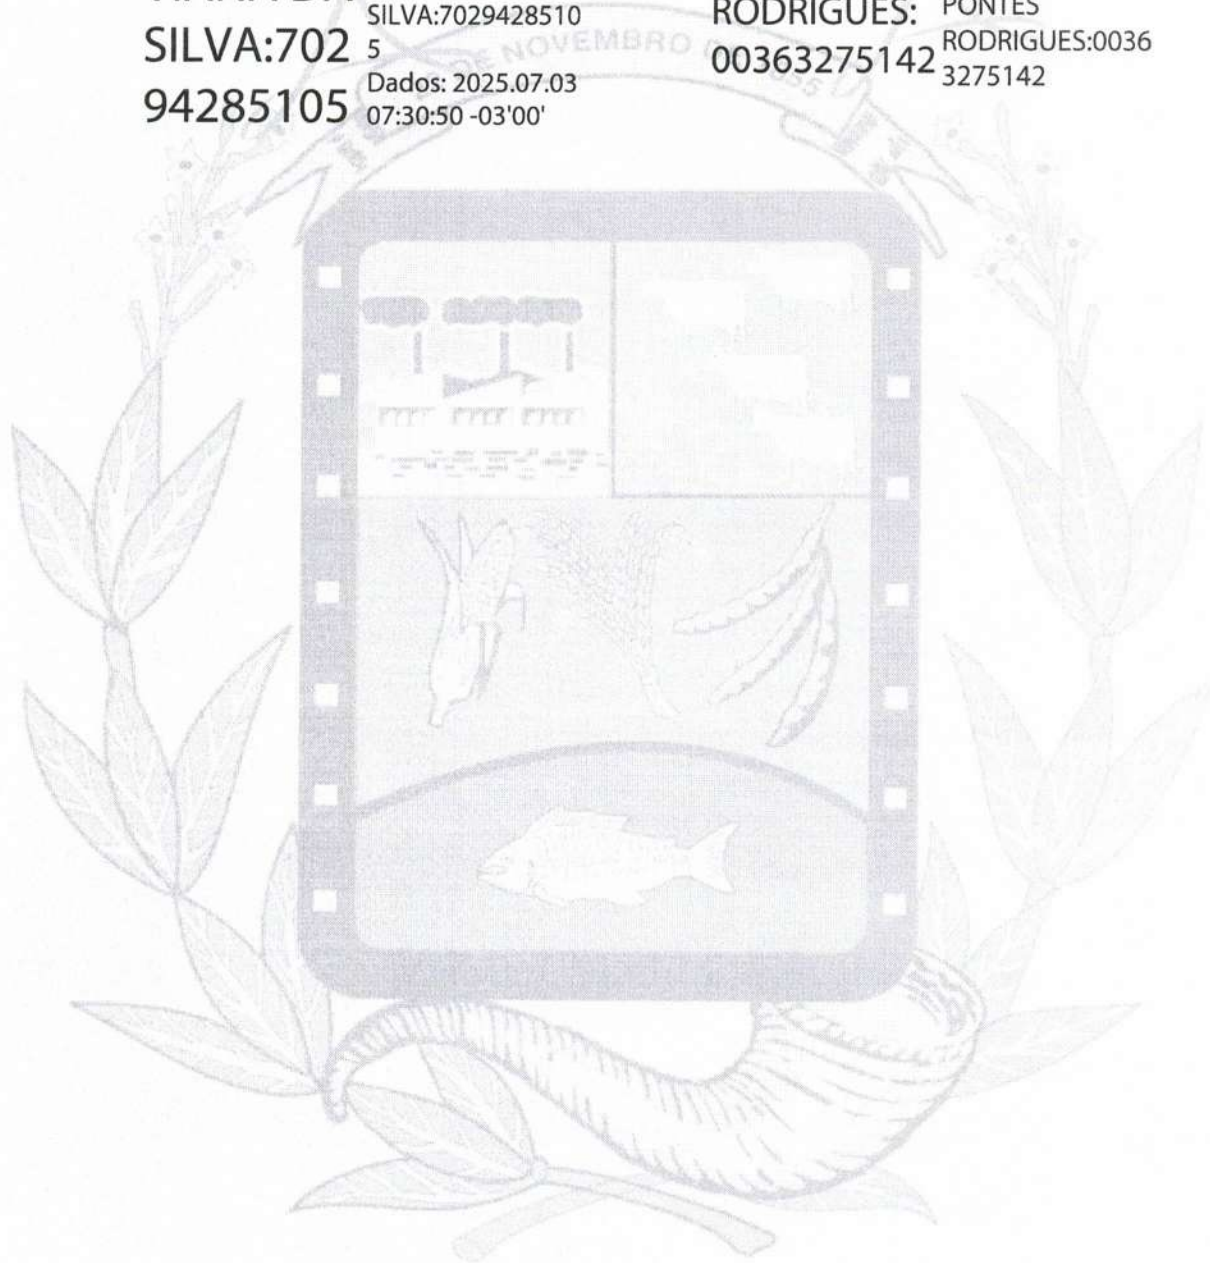 SILVA:702
94285105
SILVA:7029428510
5
Dados: 2025.07.03
07:30:50 -03'00'
RODRIGUES:
00363275142
PONTES
RODRIGUES:0036
3275142
DE NOVEMBRO